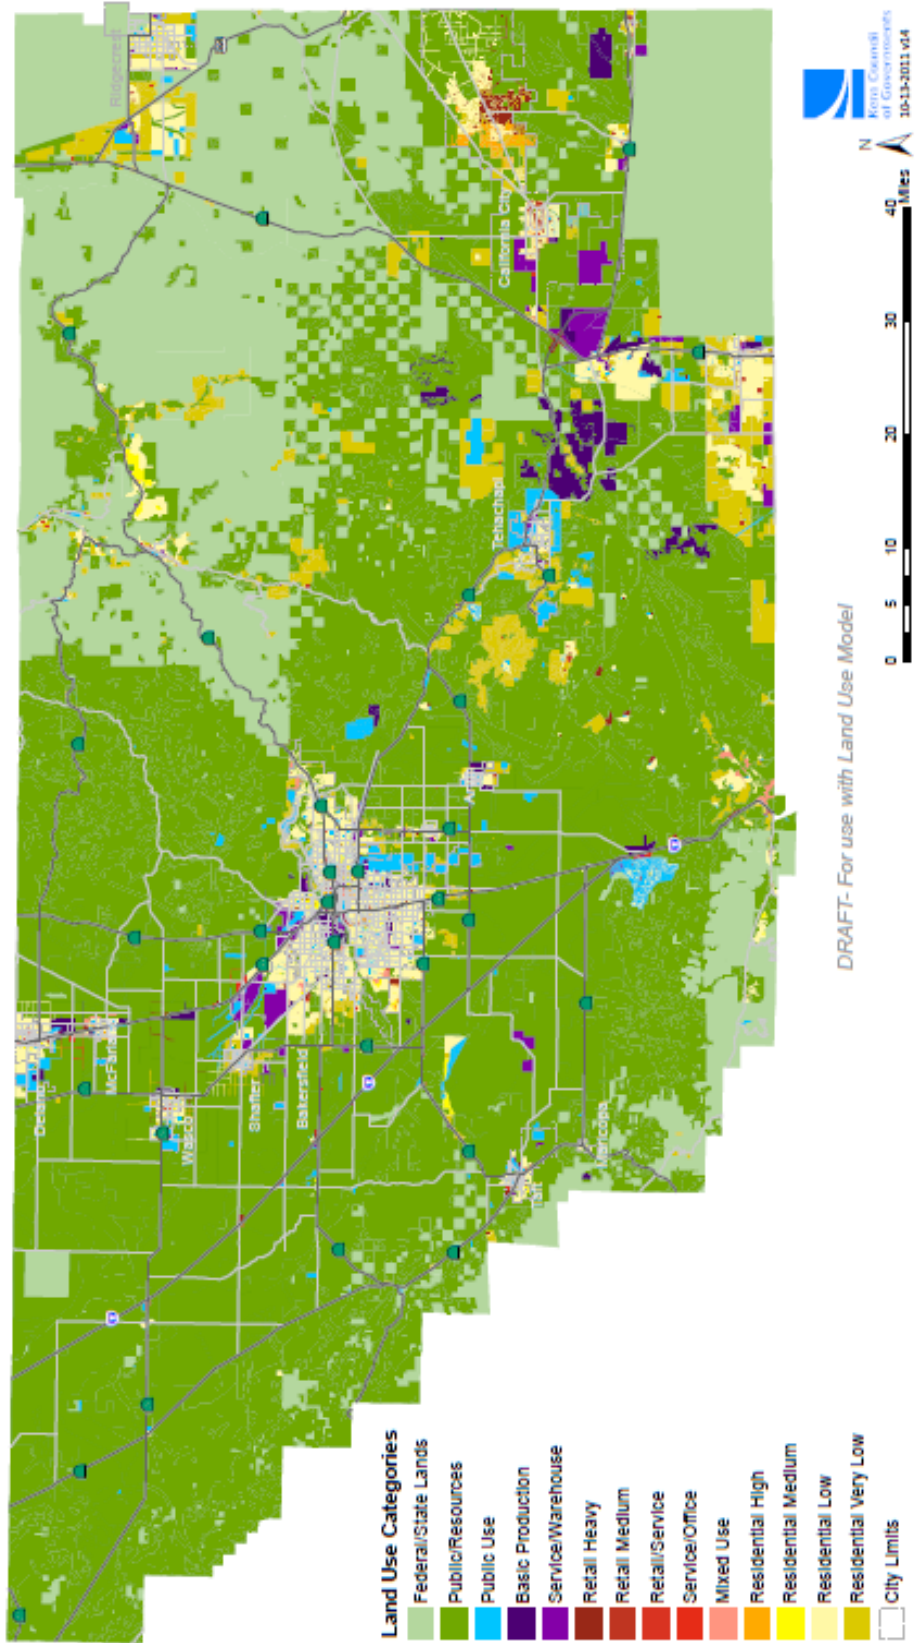 Ridgecrest
California City
Tehachapi
Delano
McFarland
Wasco
Shafter
Bakersfield
Taft
Maricopa
Land Use Categories
Federal/State Lands
Public/Resources
Public Use
Basic Production
Service/Warehouse
Retail Heavy
Retail Medium
Retail/Service
Service/Office
Mixed Use
Residential High
Residential Medium
Residential Low
Residential Very Low
City Limits
DRAFT- For use with Land Use Model
0 5 10 20 30 40
Miles
N
Kern Council
of Governments
10-13-2011 v14